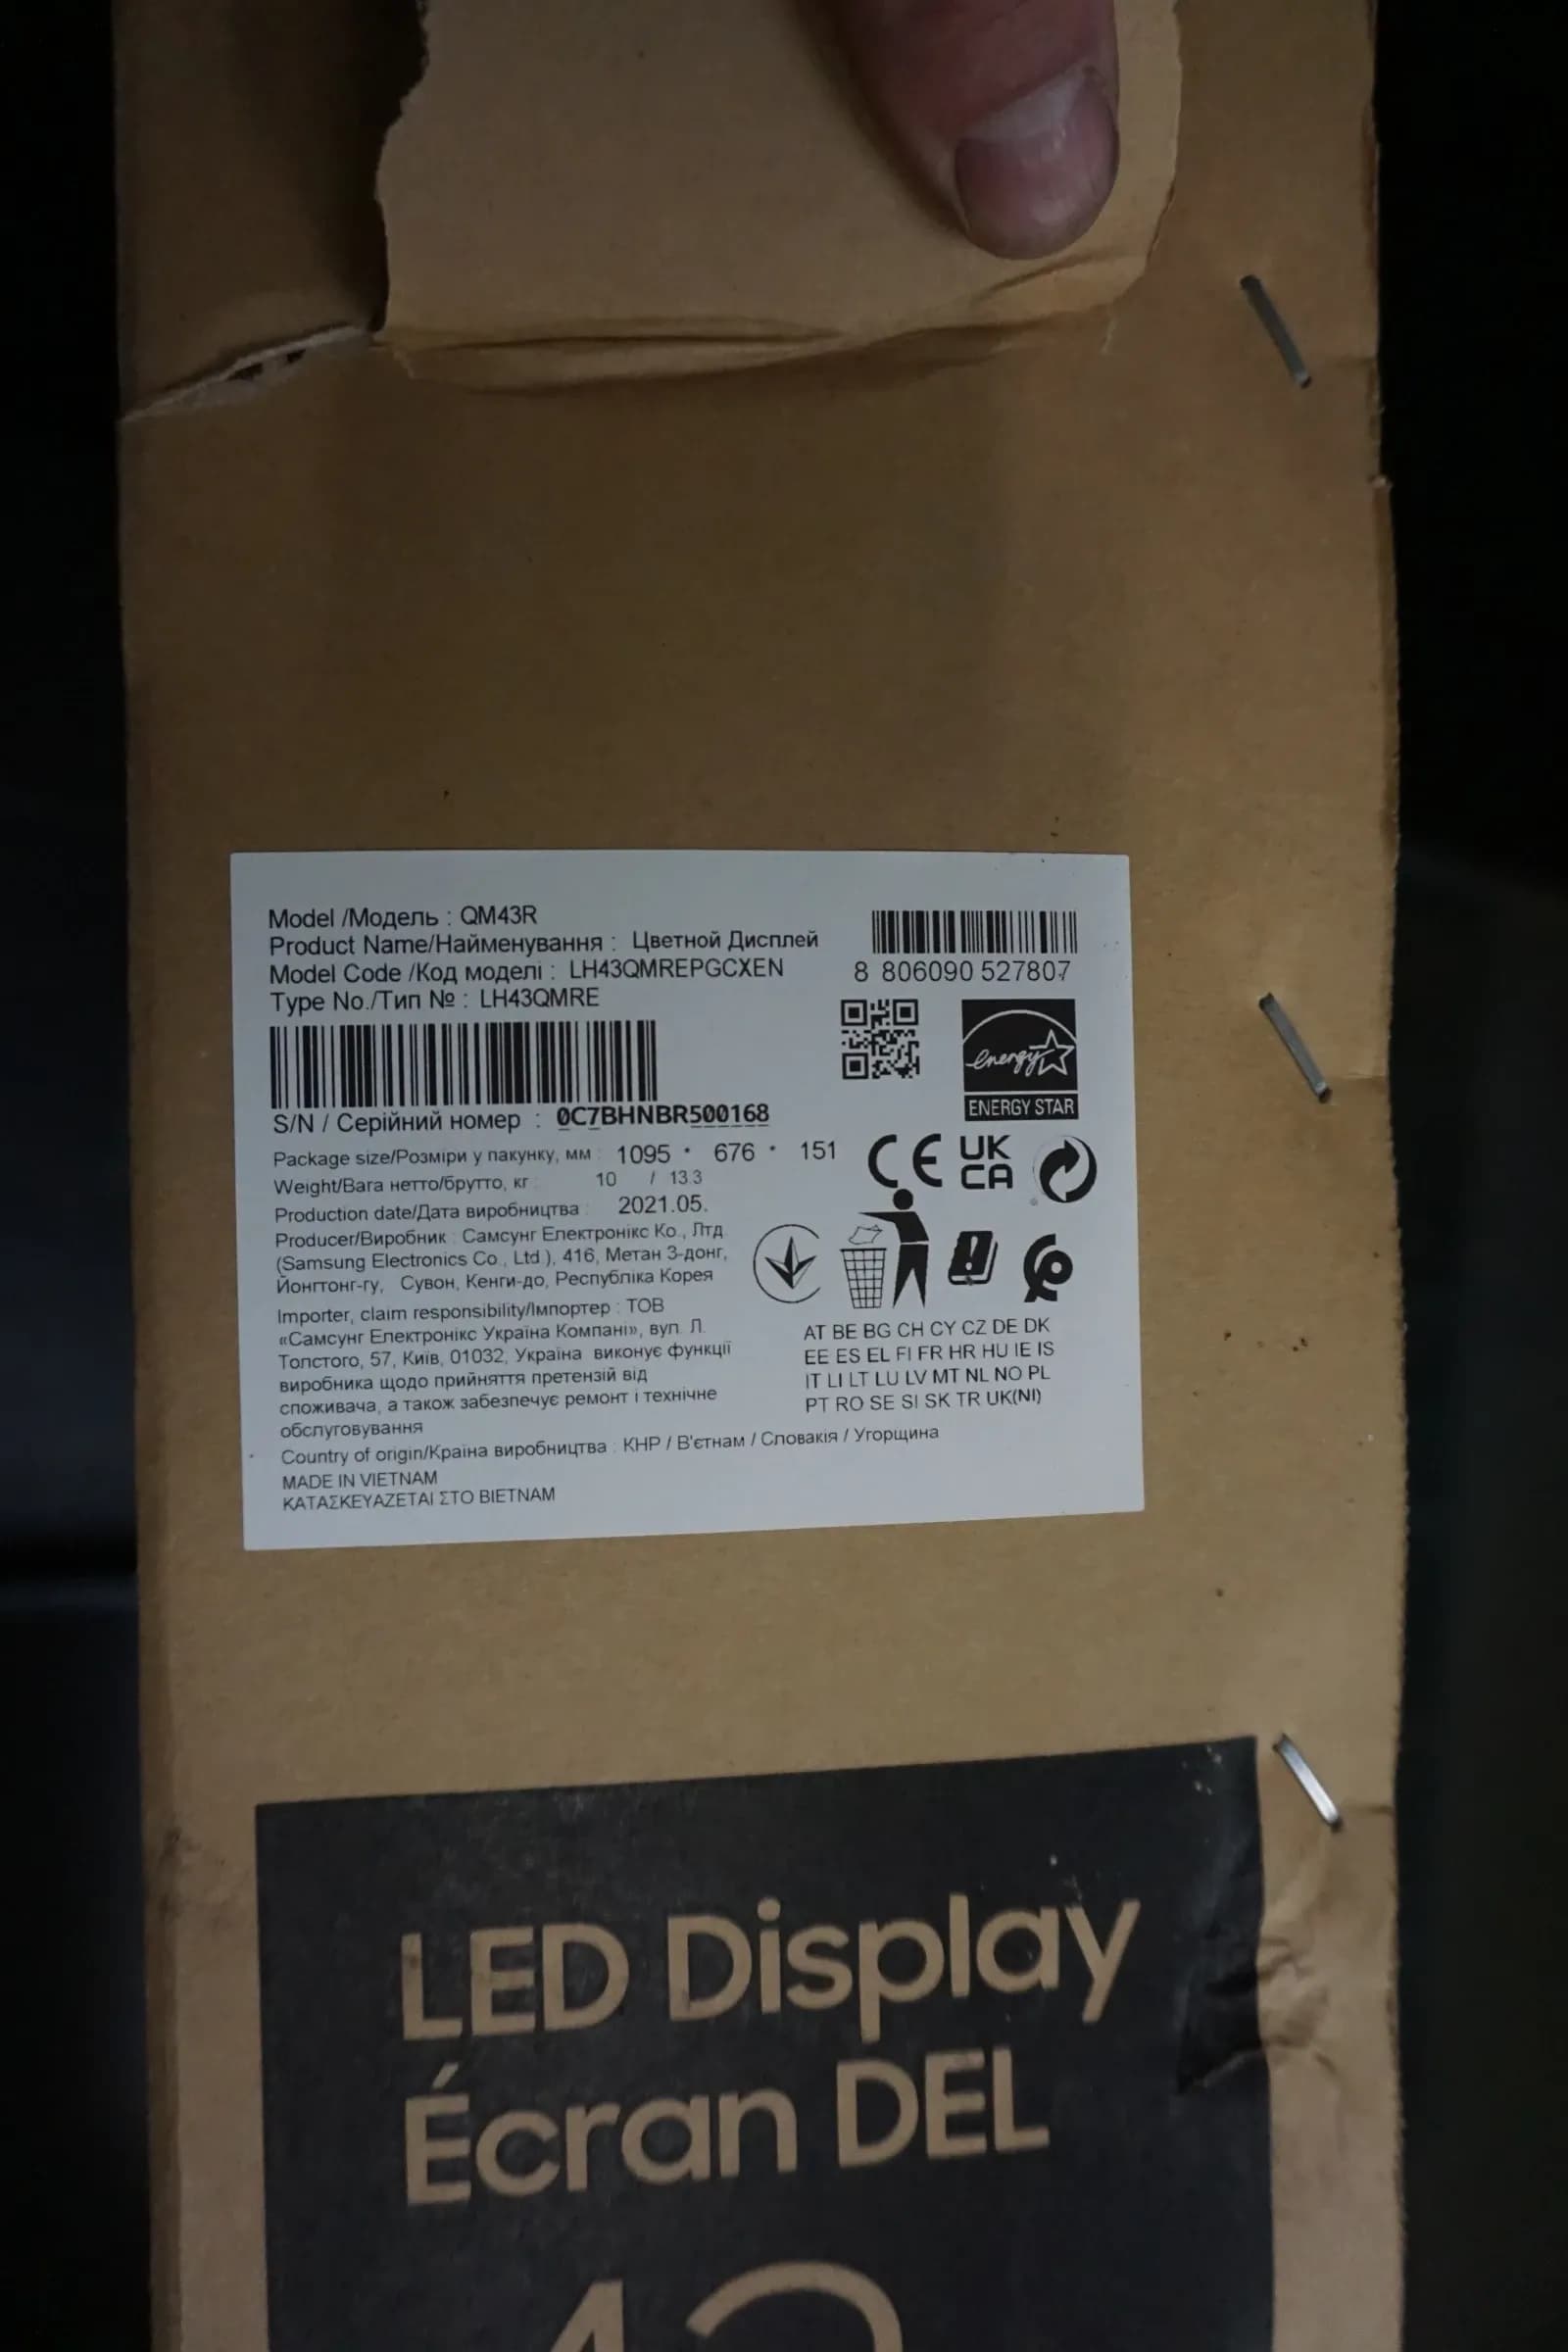 Model /Модель : QM43R
Product Name/Найменування : Цветной Дисплей
Model Code /Код моделі : LH43QMREPGCXEN
Type No./Тип № : LH43QMRE
8 806090 527807
energy
ENERGY STAR
S/N / Серійний номер : 0C7BHNBR500168
Package size/Розміри у пакунку, мм : 1095 * 676 * 151
Weight/Вага нетто/брутто, кг : 10 / 13.3
Production date/Дата виробництва : 2021.05.
Producer/Виробник : Самсунг Електронікс Ко., Лтд
(Samsung Electronics Co., Ltd.), 416, Метан 3-донг,
Йонгтонг-гу, Сувон, Кенги-до, Республіка Корея
Importer, claim responsibility/Імпортер : ТОВ
«Самсунг Електронікс Україна Компані», вул. Л.
Толстого, 57, Київ, 01032, Україна виконує функції
виробника щодо прийняття претензій від
споживача, а також забезпечує ремонт і технічне
обслуговування
CE UK
CA
AT BE BG CH CY CZ DE DK
EE ES EL FI FR HR HU IE IS
IT LI LT LU LV MT NL NO PL
PT RO SE SI SK TR UK(NI)
Country of origin/Країна виробництва : КНР / В'єтнам / Словакія / Угорщина
MADE IN VIETNAM
ΚΑΤΑΣΚΕΥΑΖΕΤΑΙ ΣΤΟ ΒΙΕΤΝΑΜ
LED Display
Écran DEL